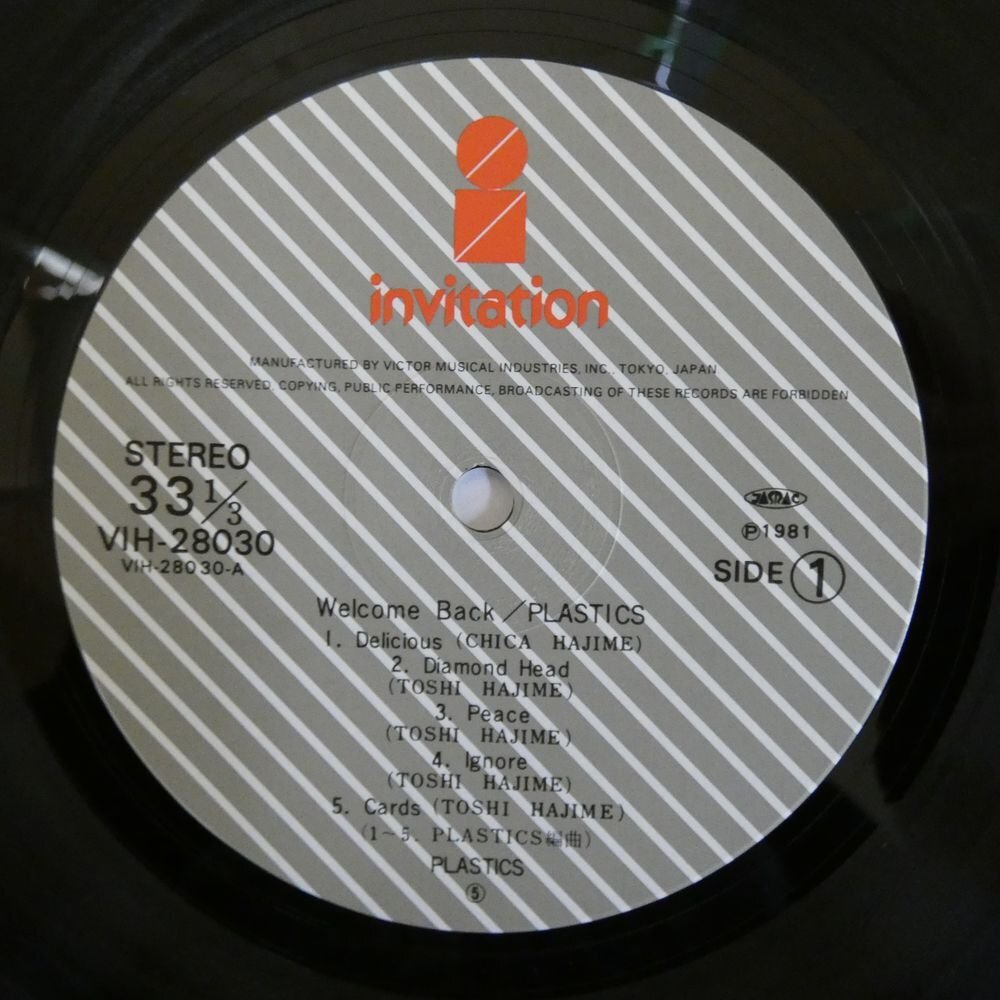 invitation
MANUFACTURED BY VICTOR MUSICAL INDUSTRIES, INC., TOKYO, JAPAN
ALL RIGHTS RESERVED. COPYING, PUBLIC PERFORMANCE, BROADCASTING OF THESE RECORDS ARE FORBIDDEN
STEREO
33 1/3
VIH-28030
VIH-28030-A
JASRAC
Ⓟ1981
SIDE ①
Welcome Back／PLASTICS
1. Delicious (CHICA HAJIME)
2. Diamond Head
(TOSHI HAJIME)
3. Peace
(TOSHI HAJIME)
4. Ignore
(TOSHI HAJIME)
5. Cards (TOSHI HAJIME)
(1～5. PLASTICS編曲)
PLASTICS
⑤